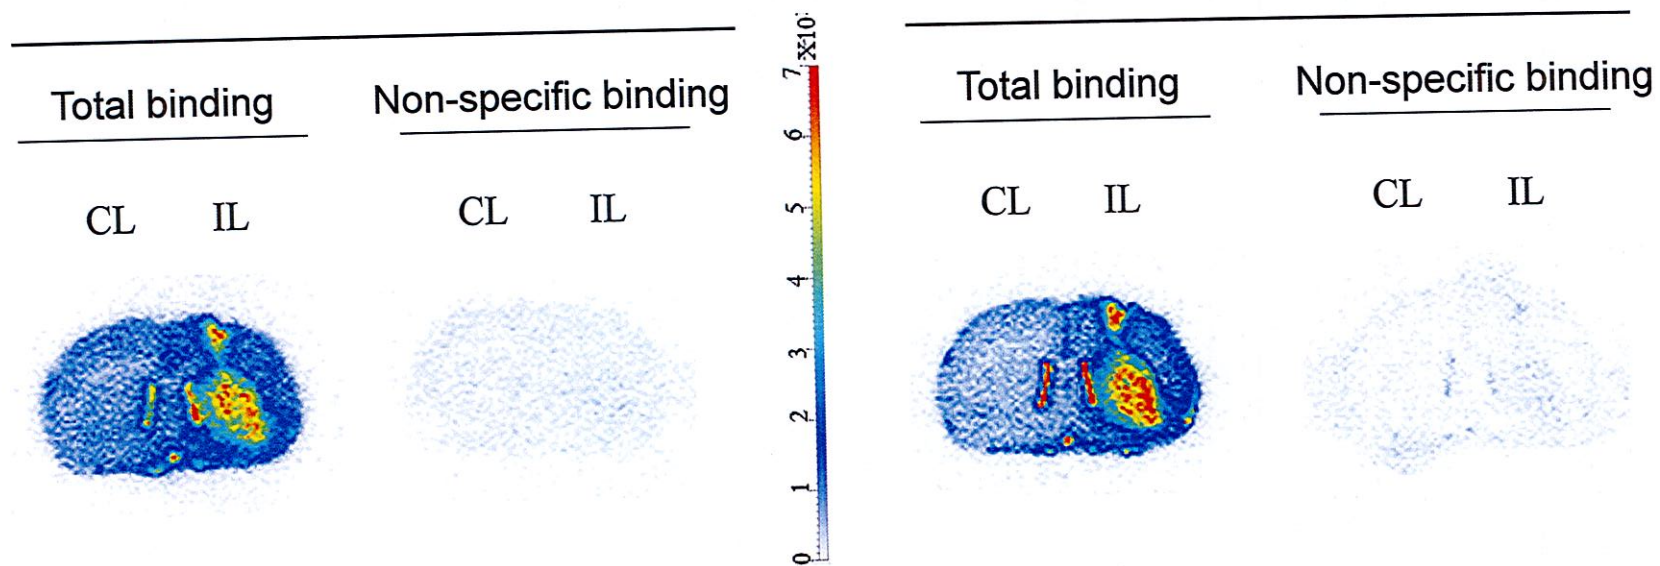 Total binding Non-specific binding
CL IL CL IL
X10
7
6
5
4
3
2
1
0
Total binding Non-specific binding
CL IL CL IL